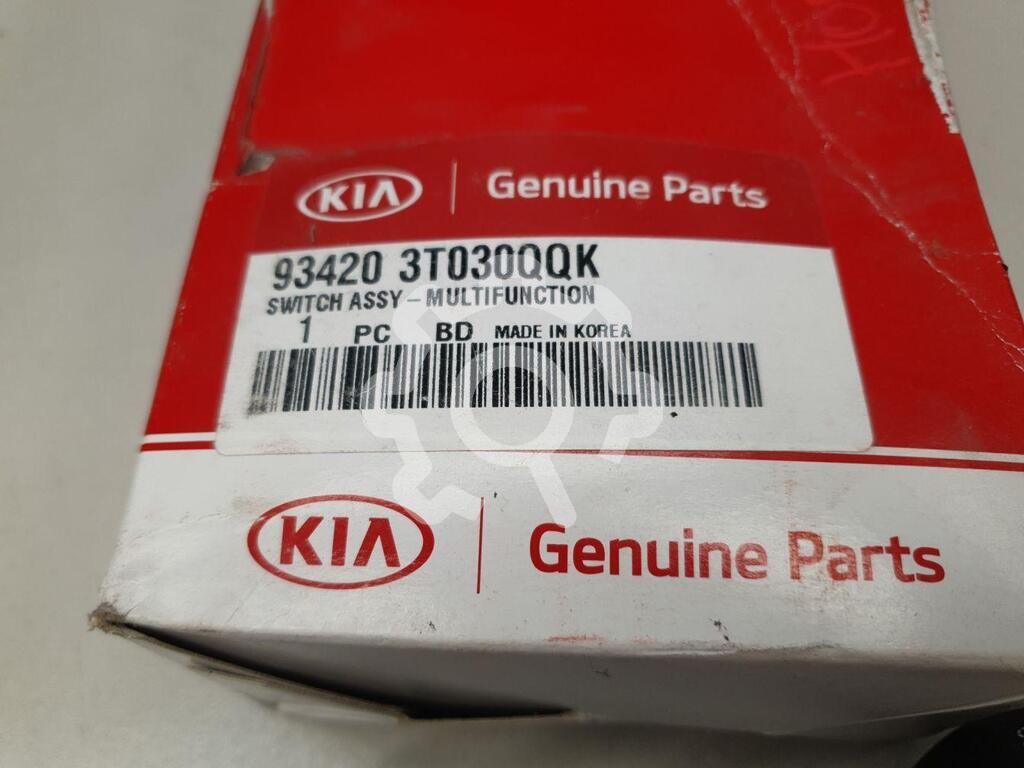 KIA | Genuine Parts
93420 3T030QQK
SWITCH ASSY-MULTIFUNCTION
1 PC BD MADE IN KOREA
KIA | Genuine Parts